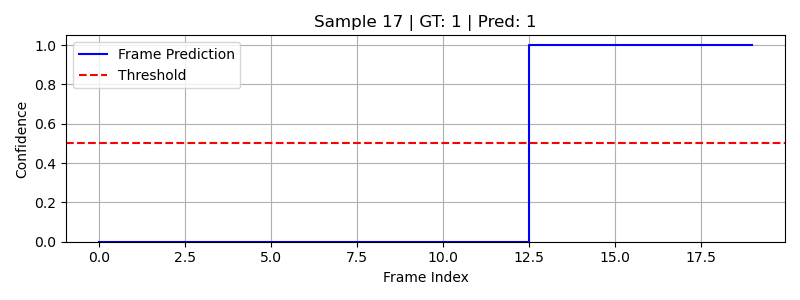 Sample 17 | GT: 1 | Pred: 1
Frame Prediction
Threshold
Confidence
1.0
0.8
0.6
0.4
0.2
0.0
0.0 2.5 5.0 7.5 10.0 12.5 15.0 17.5
Frame Index